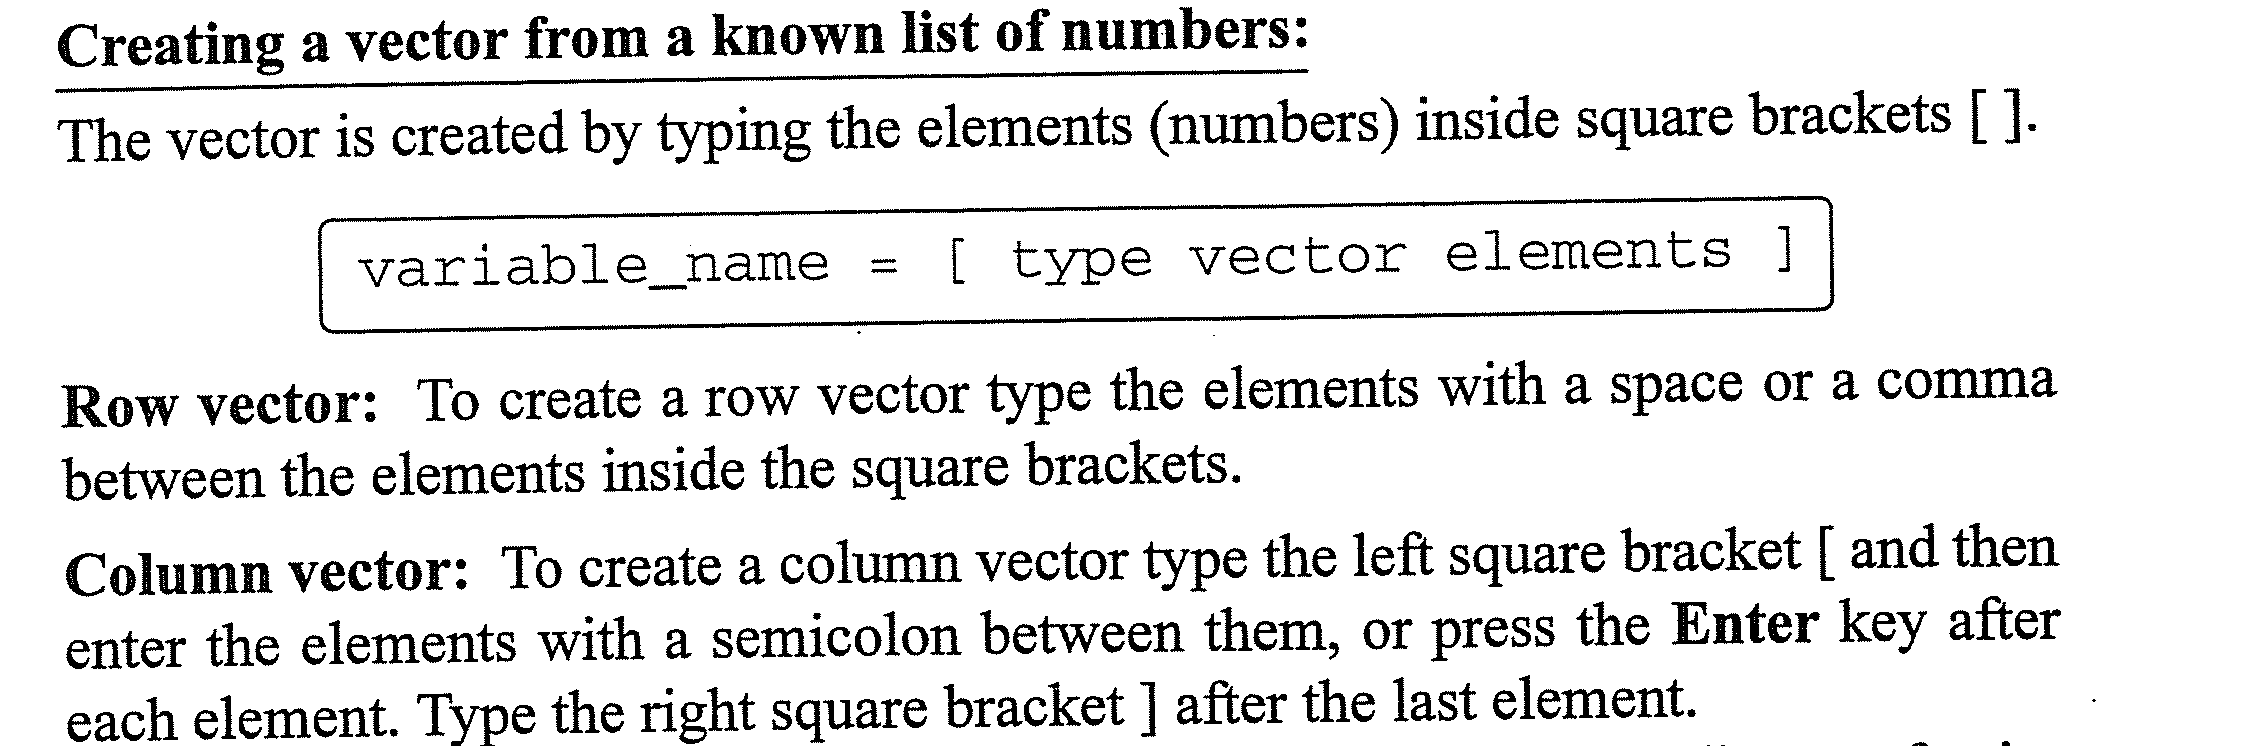 Creating a vector from a known list of numbers:
The vector is created by typing the elements (numbers) inside square brackets [ ].
variable_name = [ type vector elements ]
Row vector: To create a row vector type the elements with a space or a comma
between the elements inside the square brackets.
Column vector: To create a column vector type the left square bracket [ and then
enter the elements with a semicolon between them, or press the Enter key after
each element. Type the right square bracket ] after the last element.